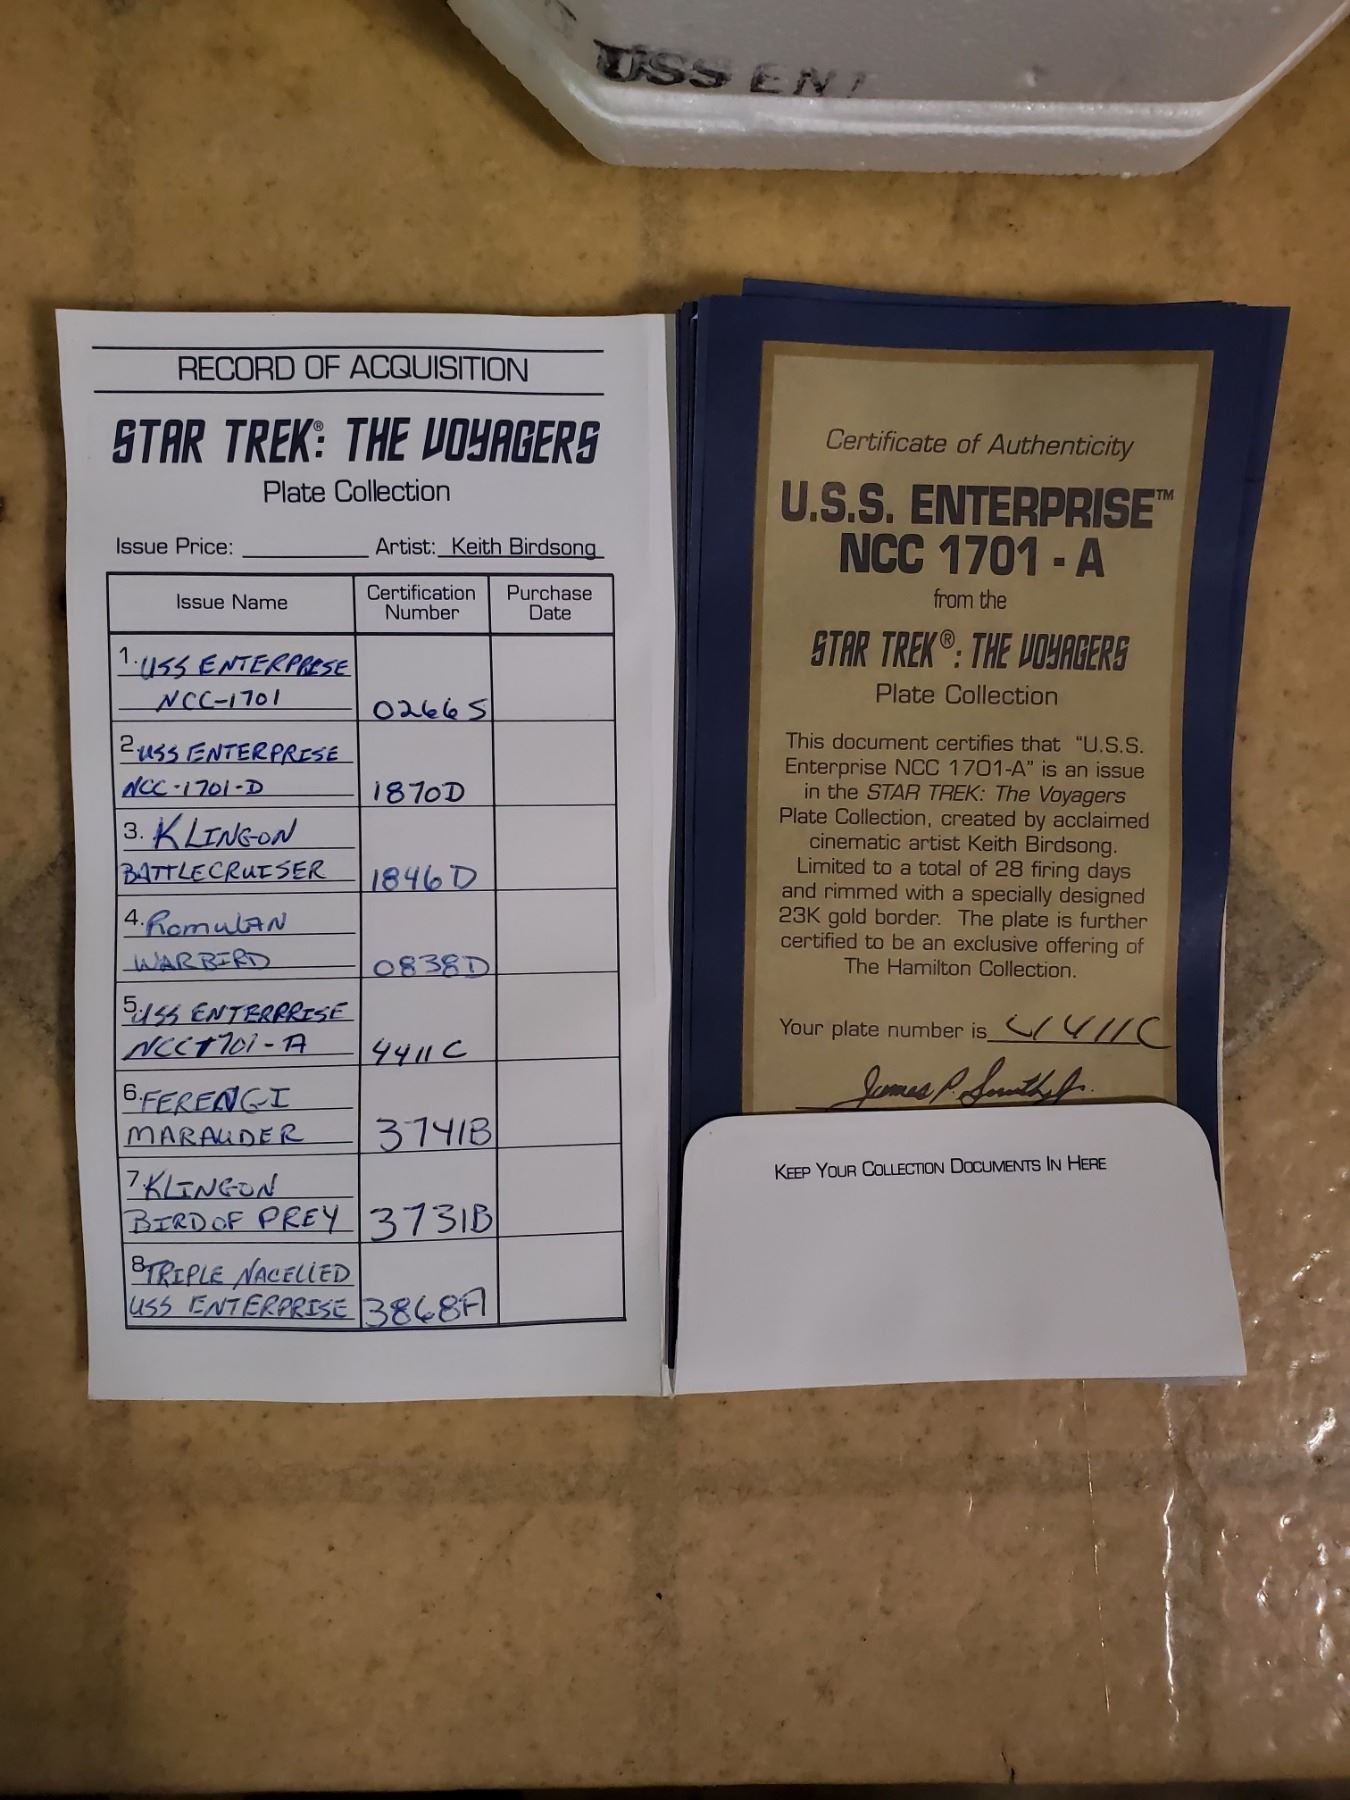 USS EN
RECORD OF ACQUISITION
STAR TREK®: THE VOYAGERS
Plate Collection
Issue Price: Artist: Keith Birdsong
Issue Name Certification Number Purchase Date
1. USS ENTERPRISE
NCC-1701 0266S
2. USS ENTERPRISE
NCC-1701-D 1870D
3. KLINGON
BATTLECRUISER 1846D
4. ROMULAN
WARBIRD 0838D
5. USS ENTERPRISE
NCC1701-A 4411C
6. FERENGI
MARAUDER 3741B
7. KLINGON
BIRD OF PREY 3731B
8. TRIPLE NACELLED
USS ENTERPRISE 3868A
Certificate of Authenticity
U.S.S. ENTERPRISE™
NCC 1701 - A
from the
STAR TREK®: THE VOYAGERS
Plate Collection
This document certifies that "U.S.S.
Enterprise NCC 1701-A" is an issue
in the STAR TREK: The Voyagers
Plate Collection, created by acclaimed
cinematic artist Keith Birdsong.
Limited to a total of 28 firing days
and rimmed with a specially designed
23K gold border. The plate is further
certified to be an exclusive offering of
The Hamilton Collection.
Your plate number is 4411C
James P. Smith Jr.
KEEP YOUR COLLECTION DOCUMENTS IN HERE